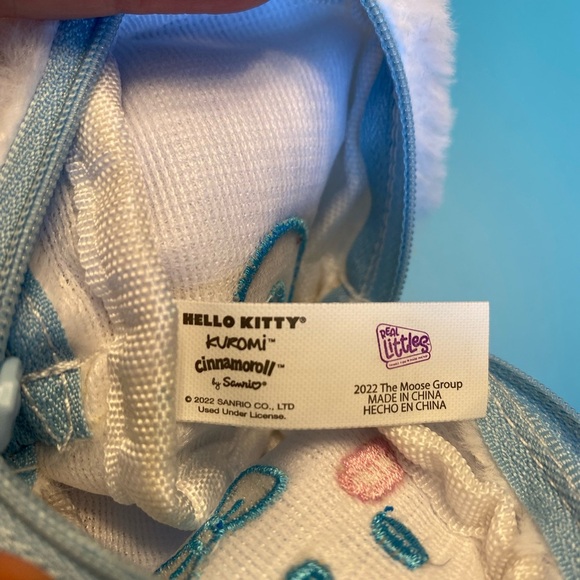 HELLO KITTY®
KUROMI™
cinnamoroll™
by Sanrio®
© 2022 SANRIO CO., LTD
Used Under License.
REAL
LITTLES
2022 The Moose Group
MADE IN CHINA
HECHO EN CHINA